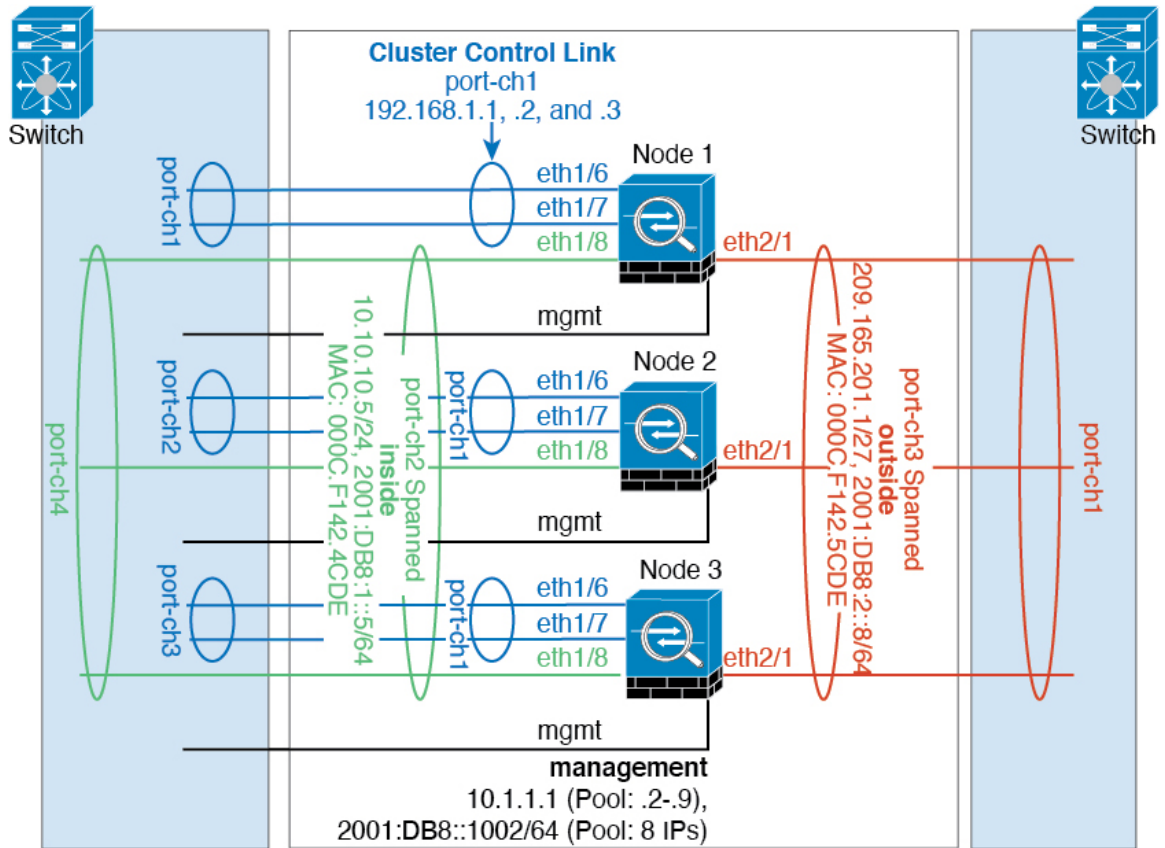 Switch
Switch
Cluster Control Link
port-ch1
192.168.1.1, .2, and .3
Node 1
port-ch1
eth1/6
eth1/7
eth1/8
eth2/1
mgmt
Node 2
port-ch2
port-ch1
eth1/6
eth1/7
eth1/8
eth2/1
mgmt
Node 3
port-ch3
port-ch1
eth1/6
eth1/7
eth1/8
eth2/1
mgmt
port-ch4
port-ch2 Spanned
inside
10.10.10.5/24, 2001:DB8:1::5/64
MAC: 000C.F142.4CDE
port-ch3 Spanned
outside
209.165.201.1/27, 2001:DB8:2::8/64
MAC: 000C.F142.5CDE
port-ch1
management
10.1.1.1 (Pool: .2-.9),
2001:DB8::1002/64 (Pool: 8 IPs)